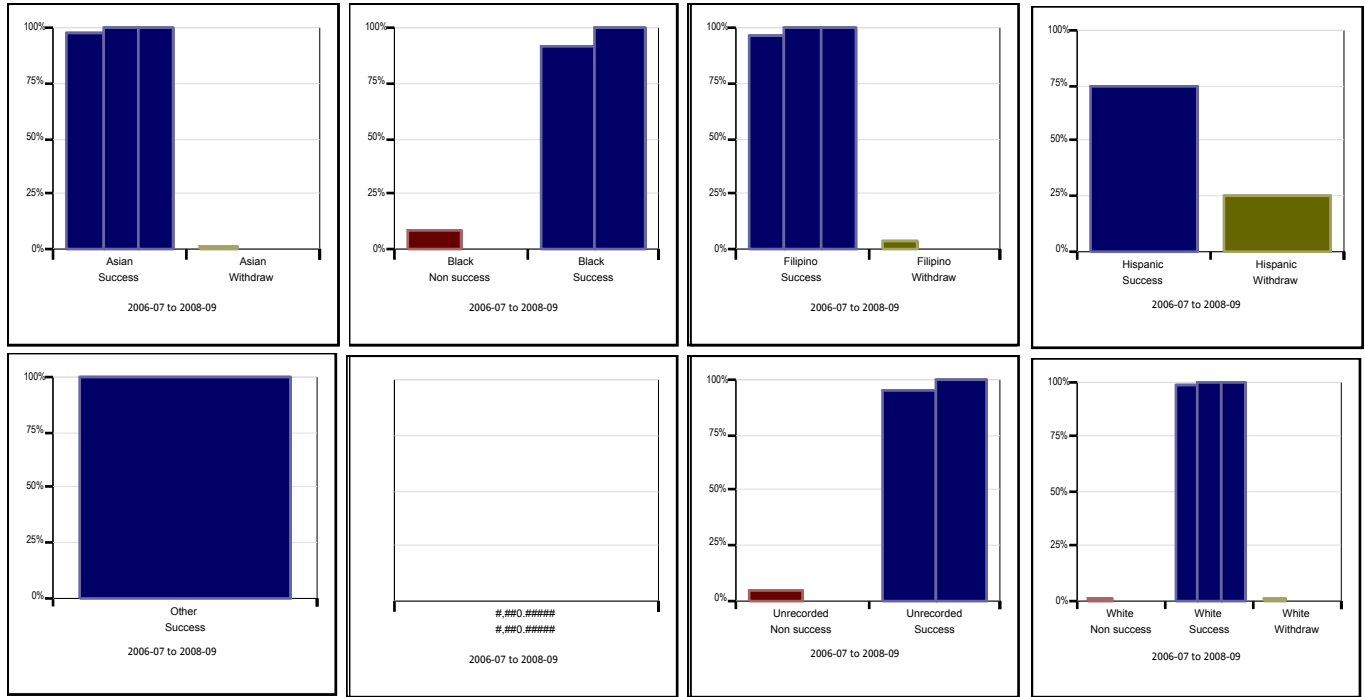 100%
75%
50%
25%
0%
Asian Asian
Success Withdraw
2006-07 to 2008-09
100%
75%
50%
25%
0%
Black Black
Non success Success
2006-07 to 2008-09
100%
75%
50%
25%
0%
Filipino Filipino
Success Withdraw
2006-07 to 2008-09
100%
75%
50%
25%
0%
Hispanic Hispanic
Success Withdraw
2006-07 to 2008-09
100%
75%
50%
25%
0%
Other
Success
2006-07 to 2008-09
#,##0.#####
#,##0.#####
2006-07 to 2008-09
100%
75%
50%
25%
0%
Unrecorded Unrecorded
Non success Success
2006-07 to 2008-09
100%
75%
50%
25%
0%
White White White
Non success Success Withdraw
2006-07 to 2008-09